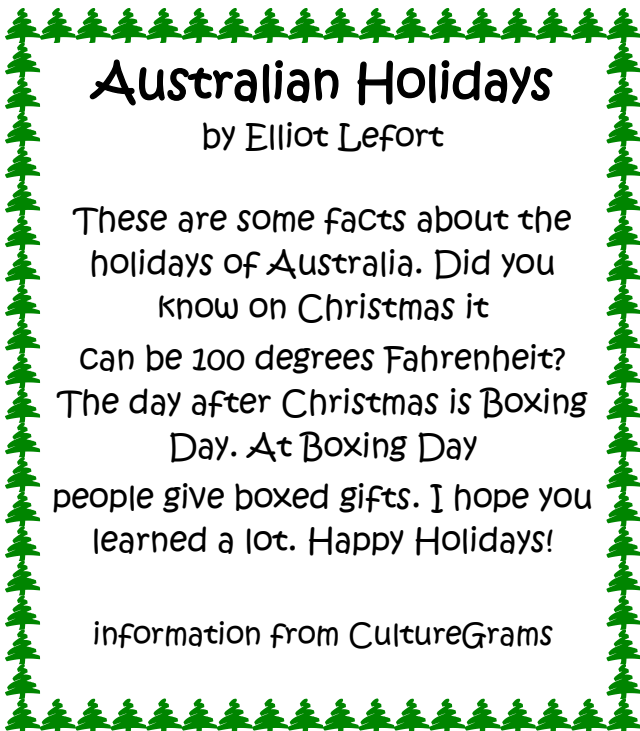 Australian Holidays
by Elliot Lefort
These are some facts about the
holidays of Australia. Did you
know on Christmas it
can be 100 degrees Fahrenheit?
The day after Christmas is Boxing
Day. At Boxing Day
people give boxed gifts. I hope you
learned a lot. Happy Holidays!
information from CultureGrams